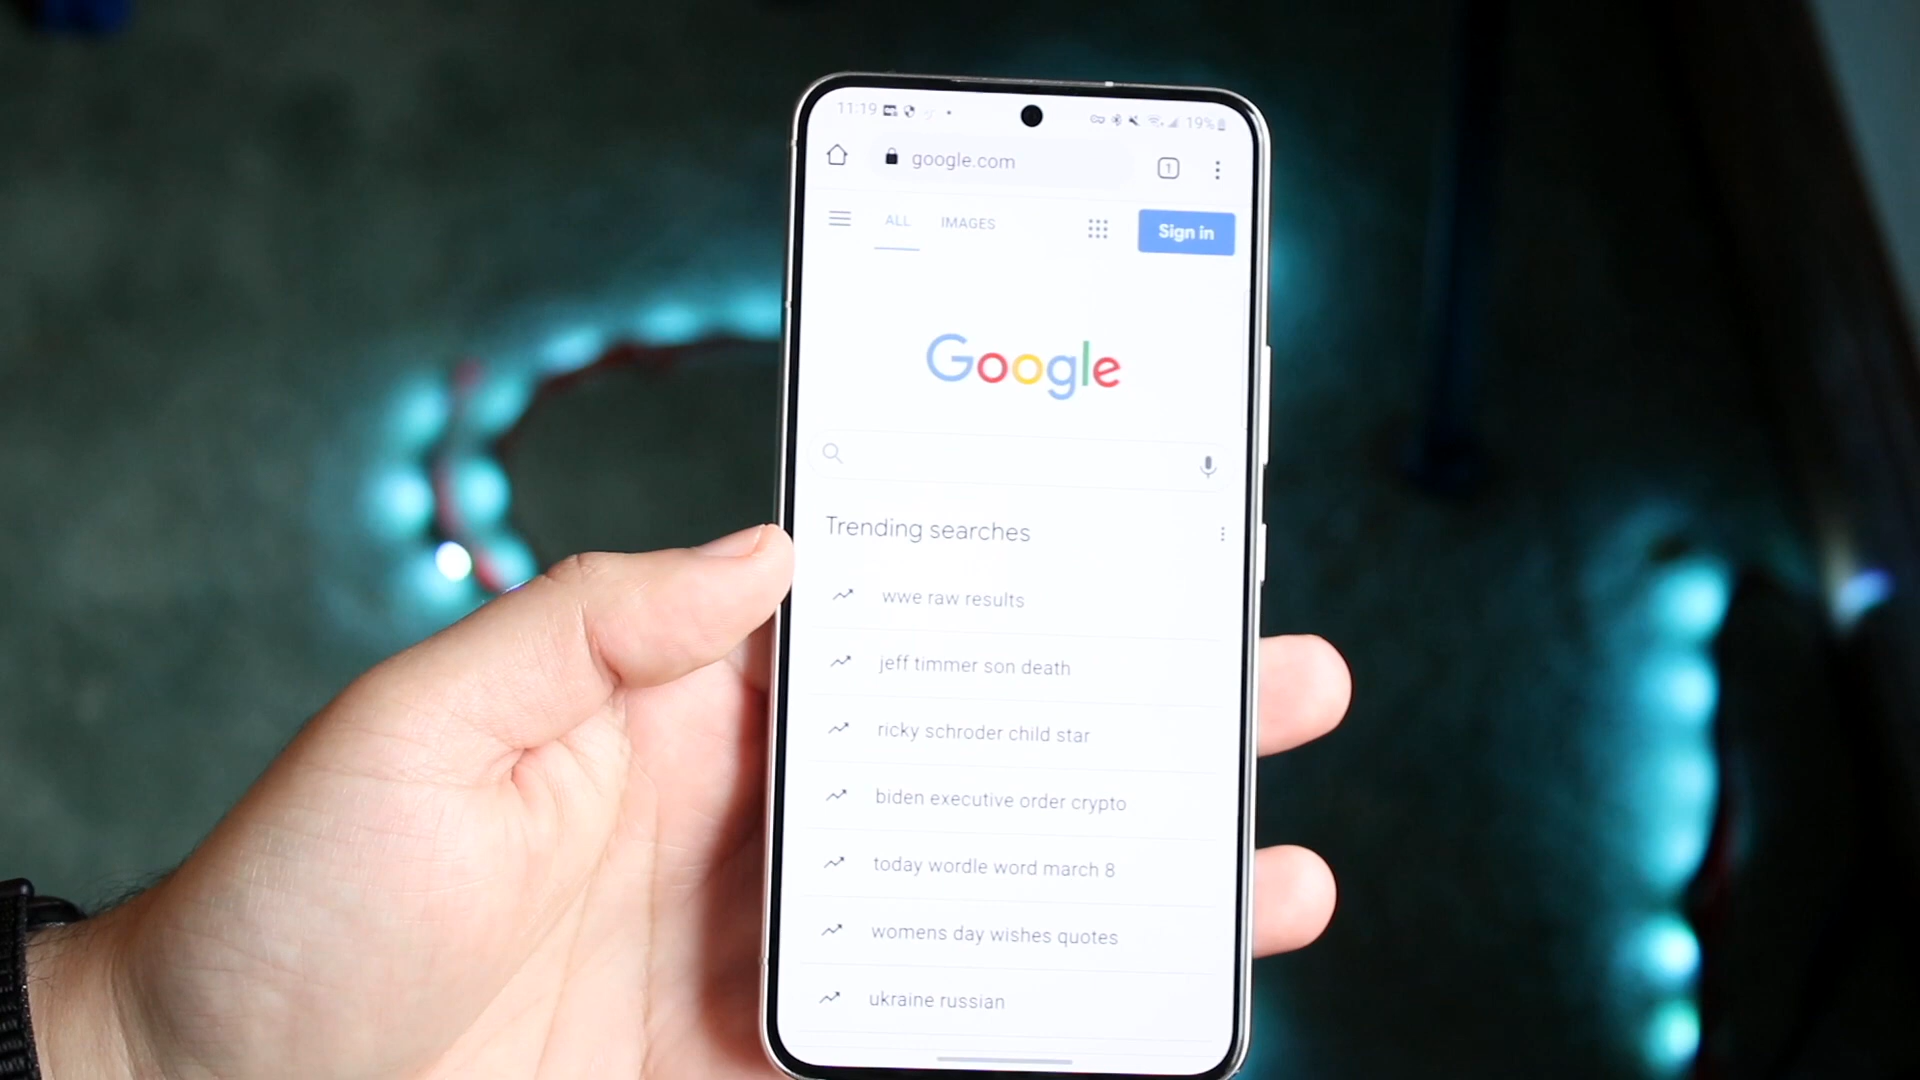 11:19 19%
google.com 1
ALL IMAGES Sign in
Google
Trending searches
wwe raw results
jeff timmer son death
ricky schroder child star
biden executive order crypto
today wordle word march 8
womens day wishes quotes
ukraine russian